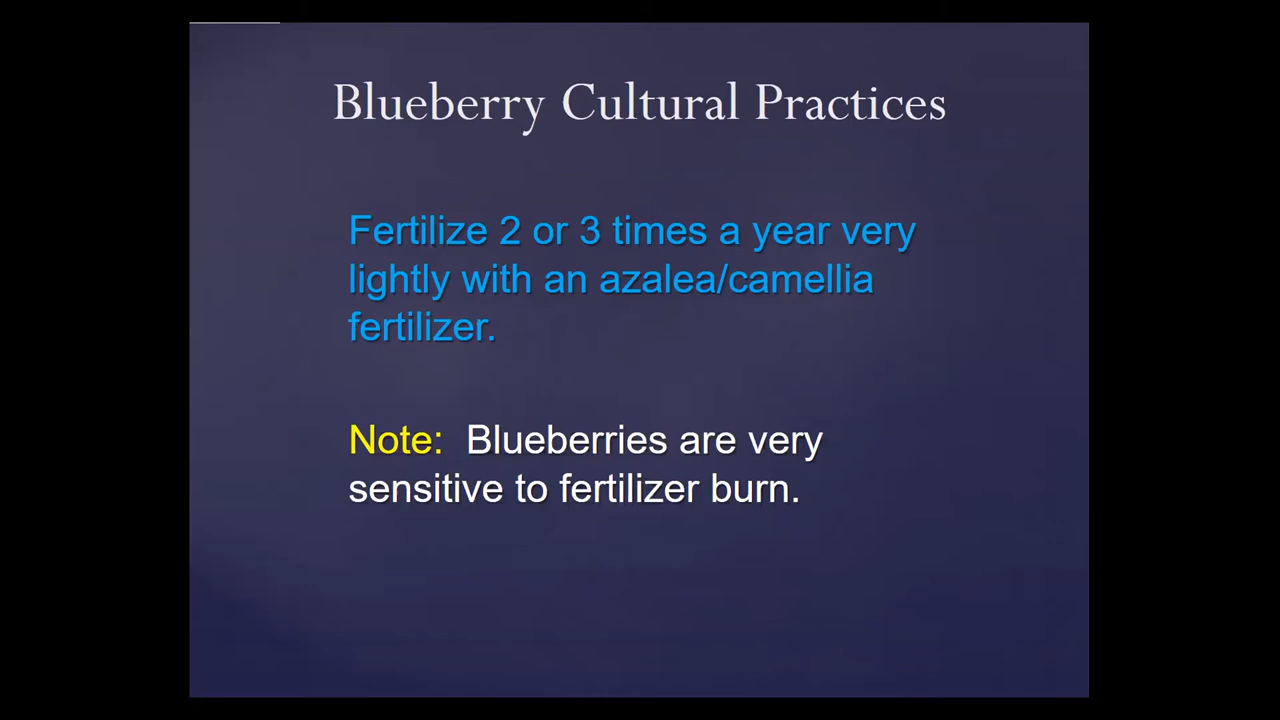 Blueberry Cultural Practices
Fertilize 2 or 3 times a year very
lightly with an azalea/camellia
fertilizer.
Note: Blueberries are very
sensitive to fertilizer burn.